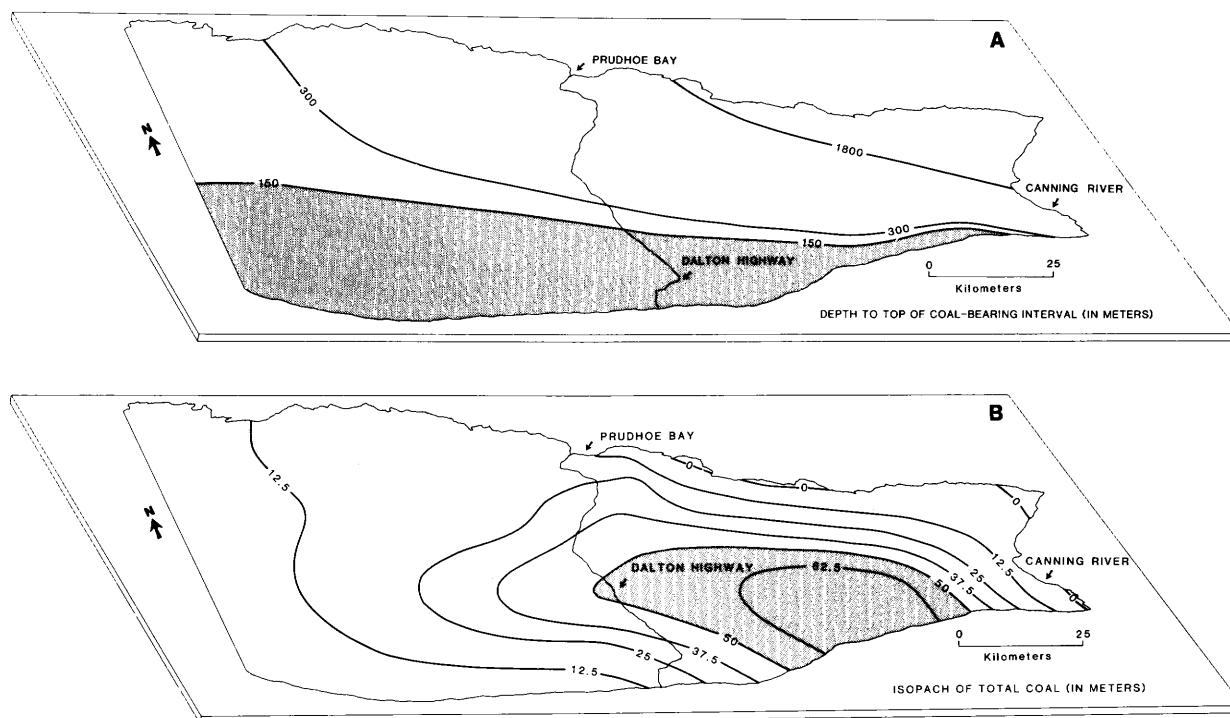 A
PRUDHOE BAY
300
N
1800
CANNING RIVER
150
300
150
DALTON HIGHWAY
0 25
Kilometers
DEPTH TO TOP OF COAL-BEARING INTERVAL (IN METERS)
B
PRUDHOE BAY
0
0
0
12.5
N
12.5
CANNING RIVER
DALTON HIGHWAY
62.5
25
37.5
50
0
50
37.5
25
12.5
0 25
Kilometers
ISOPACH OF TOTAL COAL (IN METERS)